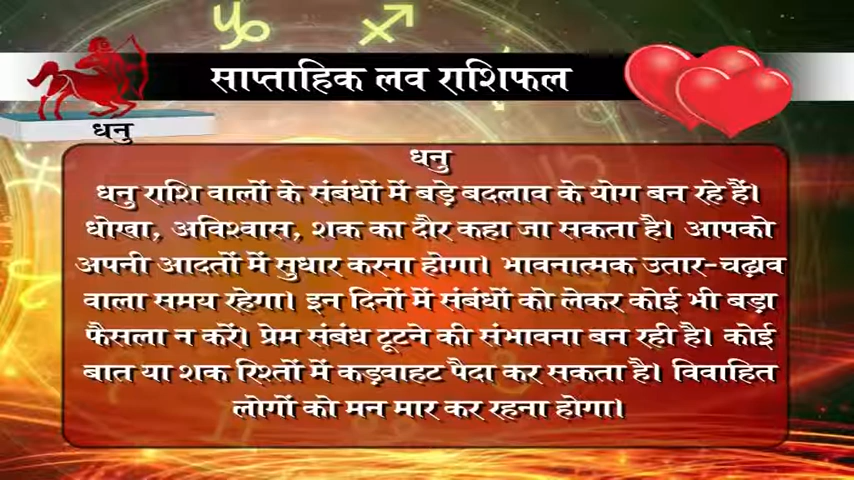 साप्ताहिक लव राशिफल
धनु
धनु
धनु राशि वालों के संबंधों में बड़े बदलाव के योग बन रहे हैं।
धोखा, अविश्वास, शक का दौर कहा जा सकता है। आपको
अपनी आदतों में सुधार करना होगा। भावनात्मक उतार-चढ़ाव
वाला समय रहेगा। इन दिनों में संबंधों को लेकर कोई भी बड़ा
फैसला न करें। प्रेम संबंध टूटने की संभावना बन रही है। कोई
बात या शक रिश्तों में कड़वाहट पैदा कर सकता है। विवाहित
लोगों को मन मार कर रहना होगा।